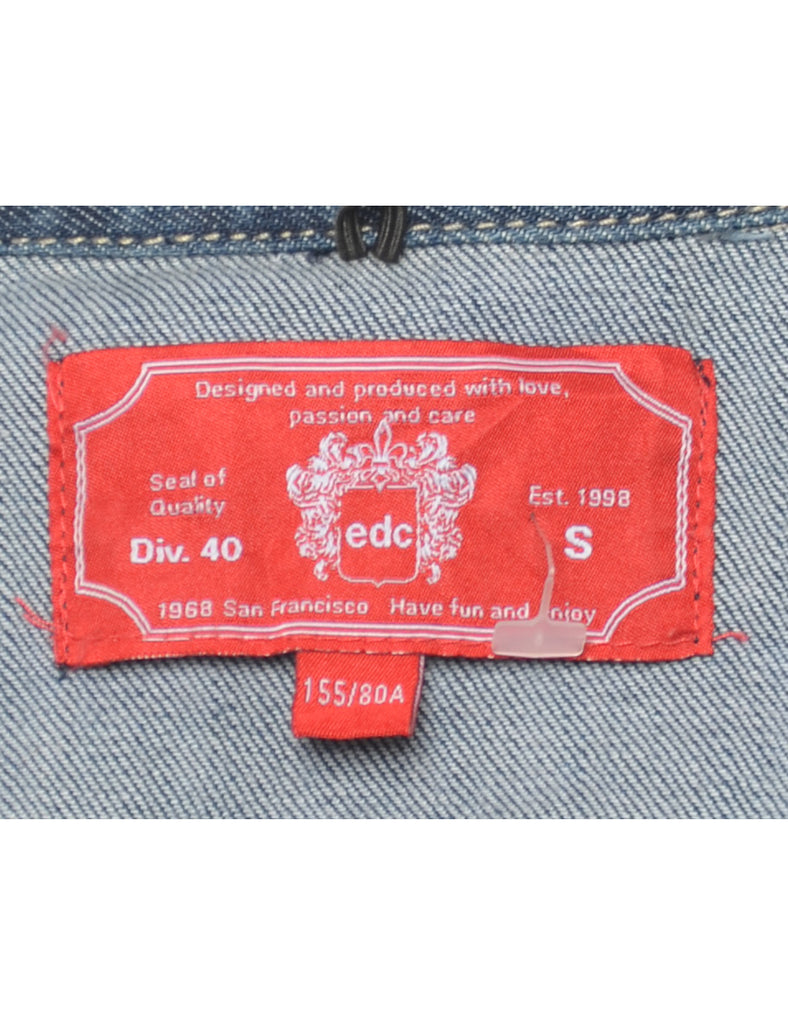 Designed and produced with love,
passion and care
Seal of
Quality
Div. 40
edc
Est. 1998
S
1968 San Francisco Have fun and enjoy
155/80A